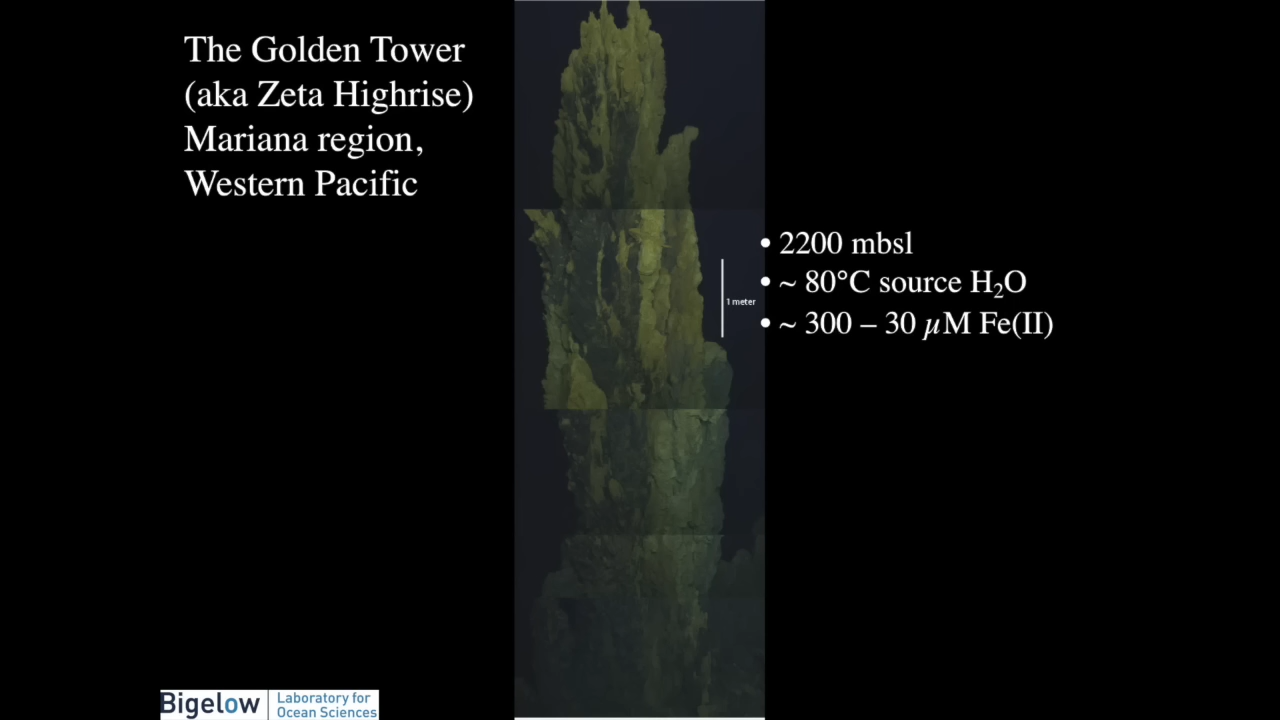 The Golden Tower
(aka Zeta Highrise)
Mariana region,
Western Pacific
• 2200 mbsl
• ~ 80°C source H₂O
• ~ 300 – 30 µM Fe(II)
1 meter
Bigelow
Laboratory for
Ocean Sciences